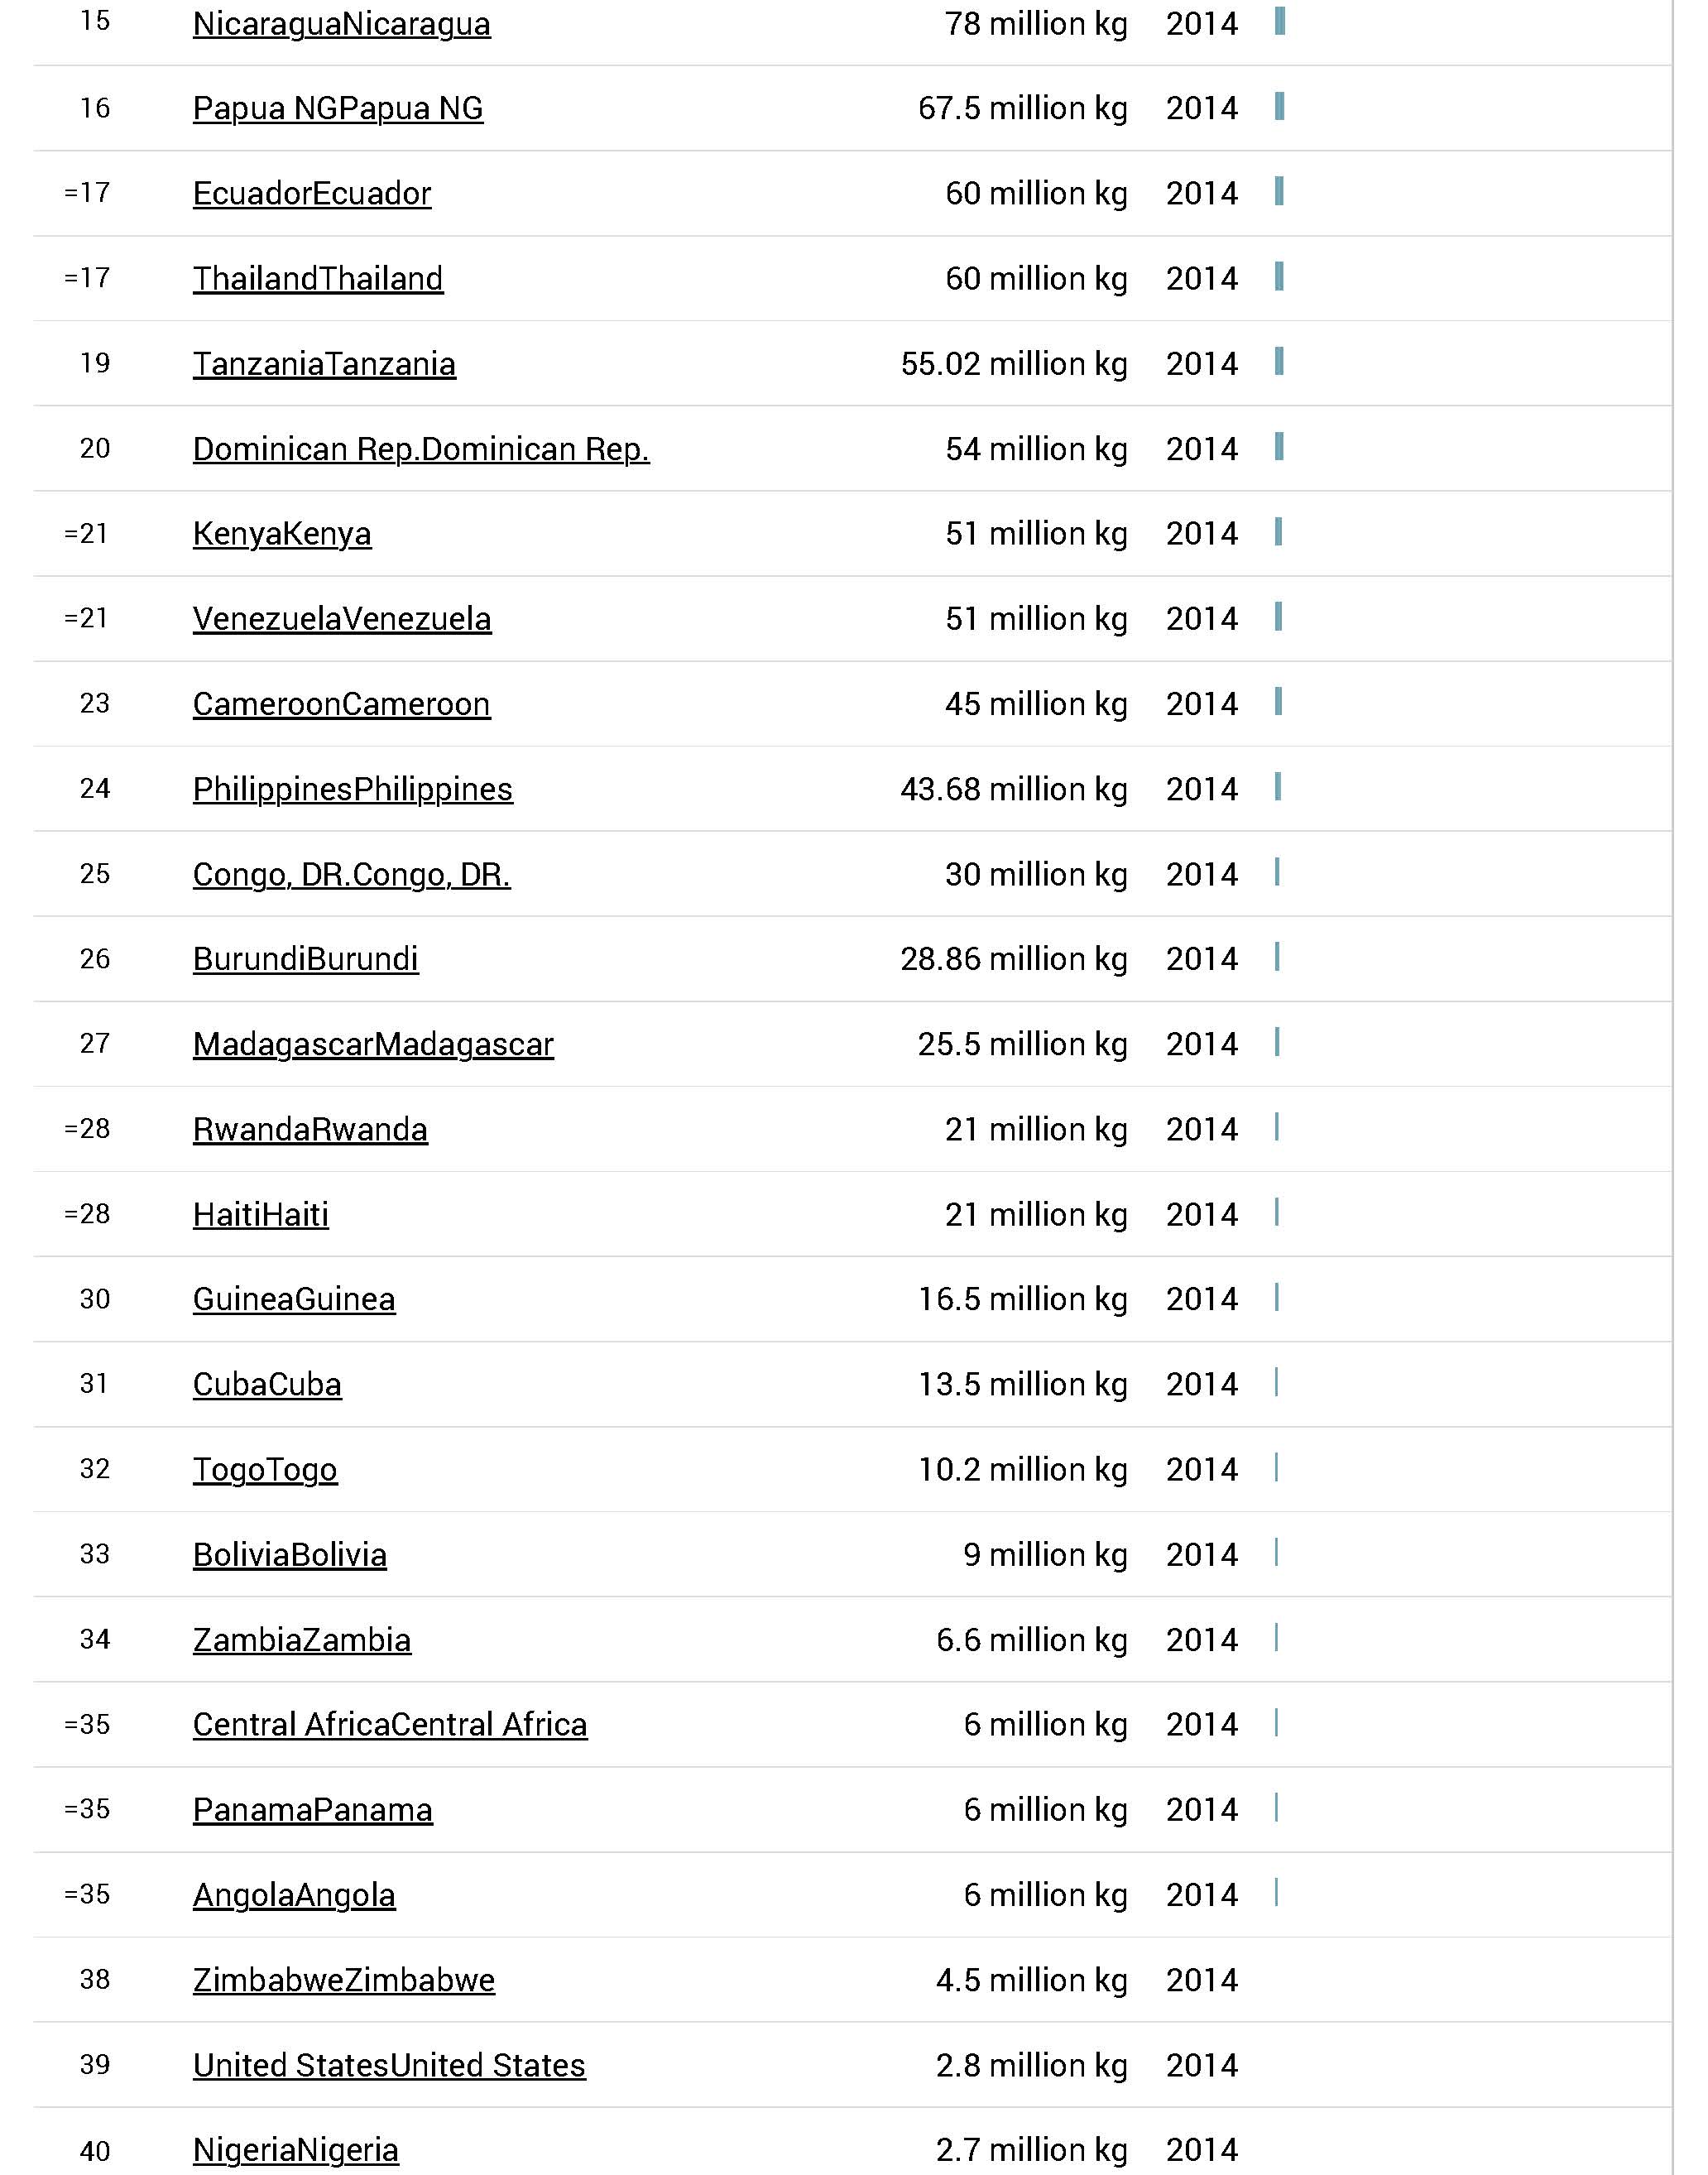 15 NicaraguaNicaragua 78 million kg 2014
16 Papua NGPapua NG 67.5 million kg 2014
=17 EcuadorEcuador 60 million kg 2014
=17 ThailandThailand 60 million kg 2014
19 TanzaniaTanzania 55.02 million kg 2014
20 Dominican Rep.Dominican Rep. 54 million kg 2014
=21 KenyaKenya 51 million kg 2014
=21 VenezuelaVenezuela 51 million kg 2014
23 CameroonCameroon 45 million kg 2014
24 PhilippinesPhilippines 43.68 million kg 2014
25 Congo, DR.Congo, DR. 30 million kg 2014
26 BurundiBurundi 28.86 million kg 2014
27 MadagascarMadagascar 25.5 million kg 2014
=28 RwandaRwanda 21 million kg 2014
=28 HaitiHaiti 21 million kg 2014
30 GuineaGuinea 16.5 million kg 2014
31 CubaCuba 13.5 million kg 2014
32 TogoTogo 10.2 million kg 2014
33 BoliviaBolivia 9 million kg 2014
34 ZambiaZambia 6.6 million kg 2014
=35 Central AfricaCentral Africa 6 million kg 2014
=35 PanamaPanama 6 million kg 2014
=35 AngolaAngola 6 million kg 2014
38 ZimbabweZimbabwe 4.5 million kg 2014
39 United StatesUnited States 2.8 million kg 2014
40 NigeriaNigeria 2.7 million kg 2014